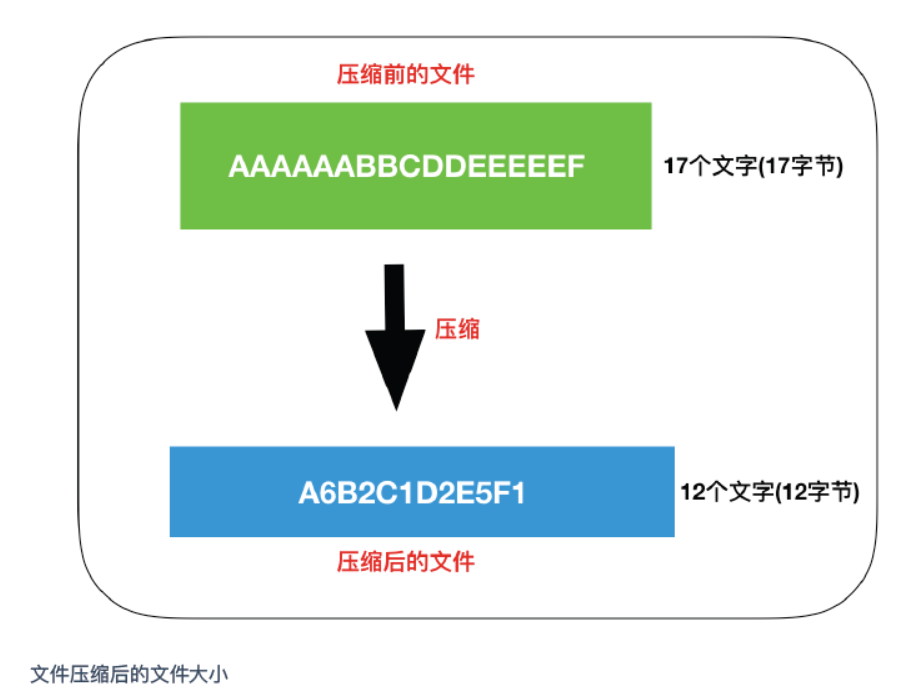 压缩前的文件
AAAAAABBCDDEEEEEF
17个文字(17字节)
压缩
A6B2C1D2E5F1
12个文字(12字节)
压缩后的文件
文件压缩后的文件大小